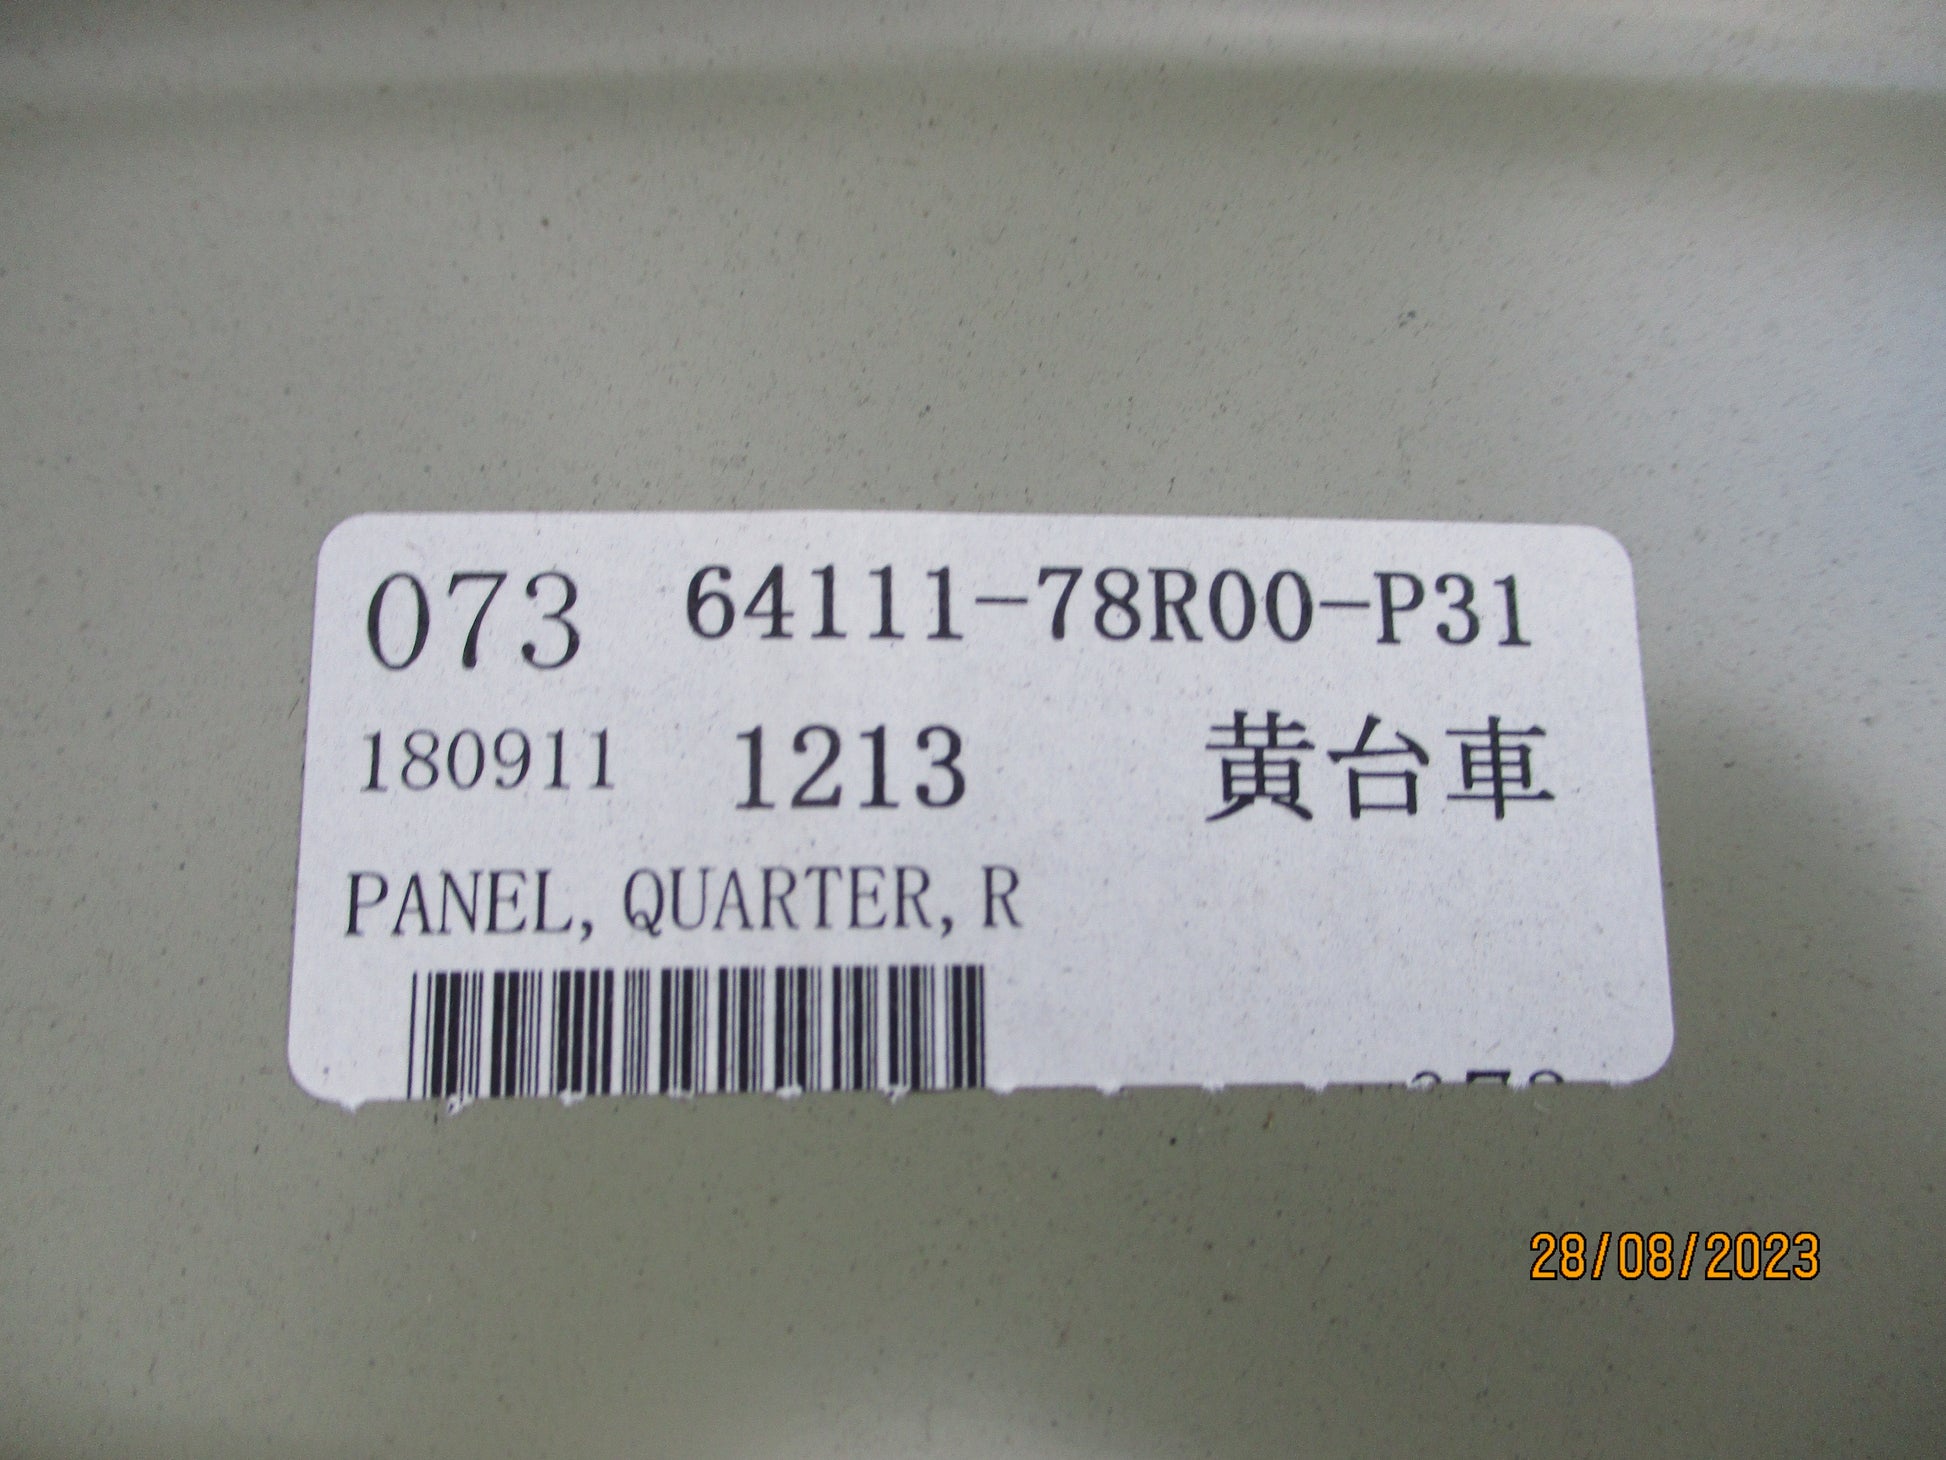 073 64111-78R00-P31
180911 1213 黄台車
PANEL, QUARTER, R
28/08/2023